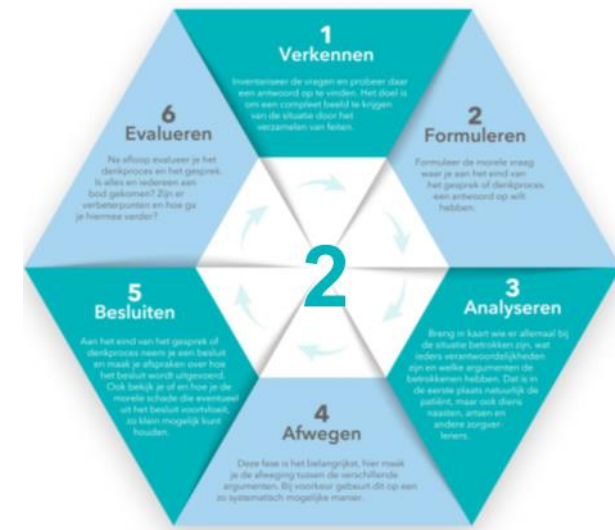 1
Verkennen
Inventariseer de vragen en probeer daar
een antwoord op te vinden. Het doel is
om een compleet beeld te krijgen
van de situatie door het
verzamelen van feiten.
2
Formuleren
Formuleer de morele vraag
waar je aan het eind van
het gesprek of denkproces
een antwoord op wilt
hebben.
3
Analyseren
Breng in kaart wie er allemaal bij
de situatie betrokken zijn, wat
ieders verantwoordelijkheden
zijn en welke argumenten de
betrokkenen hebben. Dat is in
de eerste plaats natuurlijk de
patiënt, maar ook diens
naasten, artsen en
andere zorgver-
leners.
4
Afwegen
Deze fase is het belangrijkst, hier maak
je de afweging tussen de verschillende
argumenten. Bij voorkeur gebeurt dit op een
zo systematisch mogelijke manier.
5
Besluiten
Aan het eind van het gesprek of
denkproces neem je een besluit
en maak je afspraken over hoe
het besluit wordt uitgevoerd.
Ook bekijk je of en hoe je de
morele schade die eventueel
uit het besluit voortvloeit,
zo klein mogelijk kunt
houden.
6
Evalueren
Na afloop evalueer je het
denkproces en het gesprek.
Is alles en iedereen aan
bod gekomen? Zijn er
verbeterpunten en hoe ga
je hiermee verder?
2